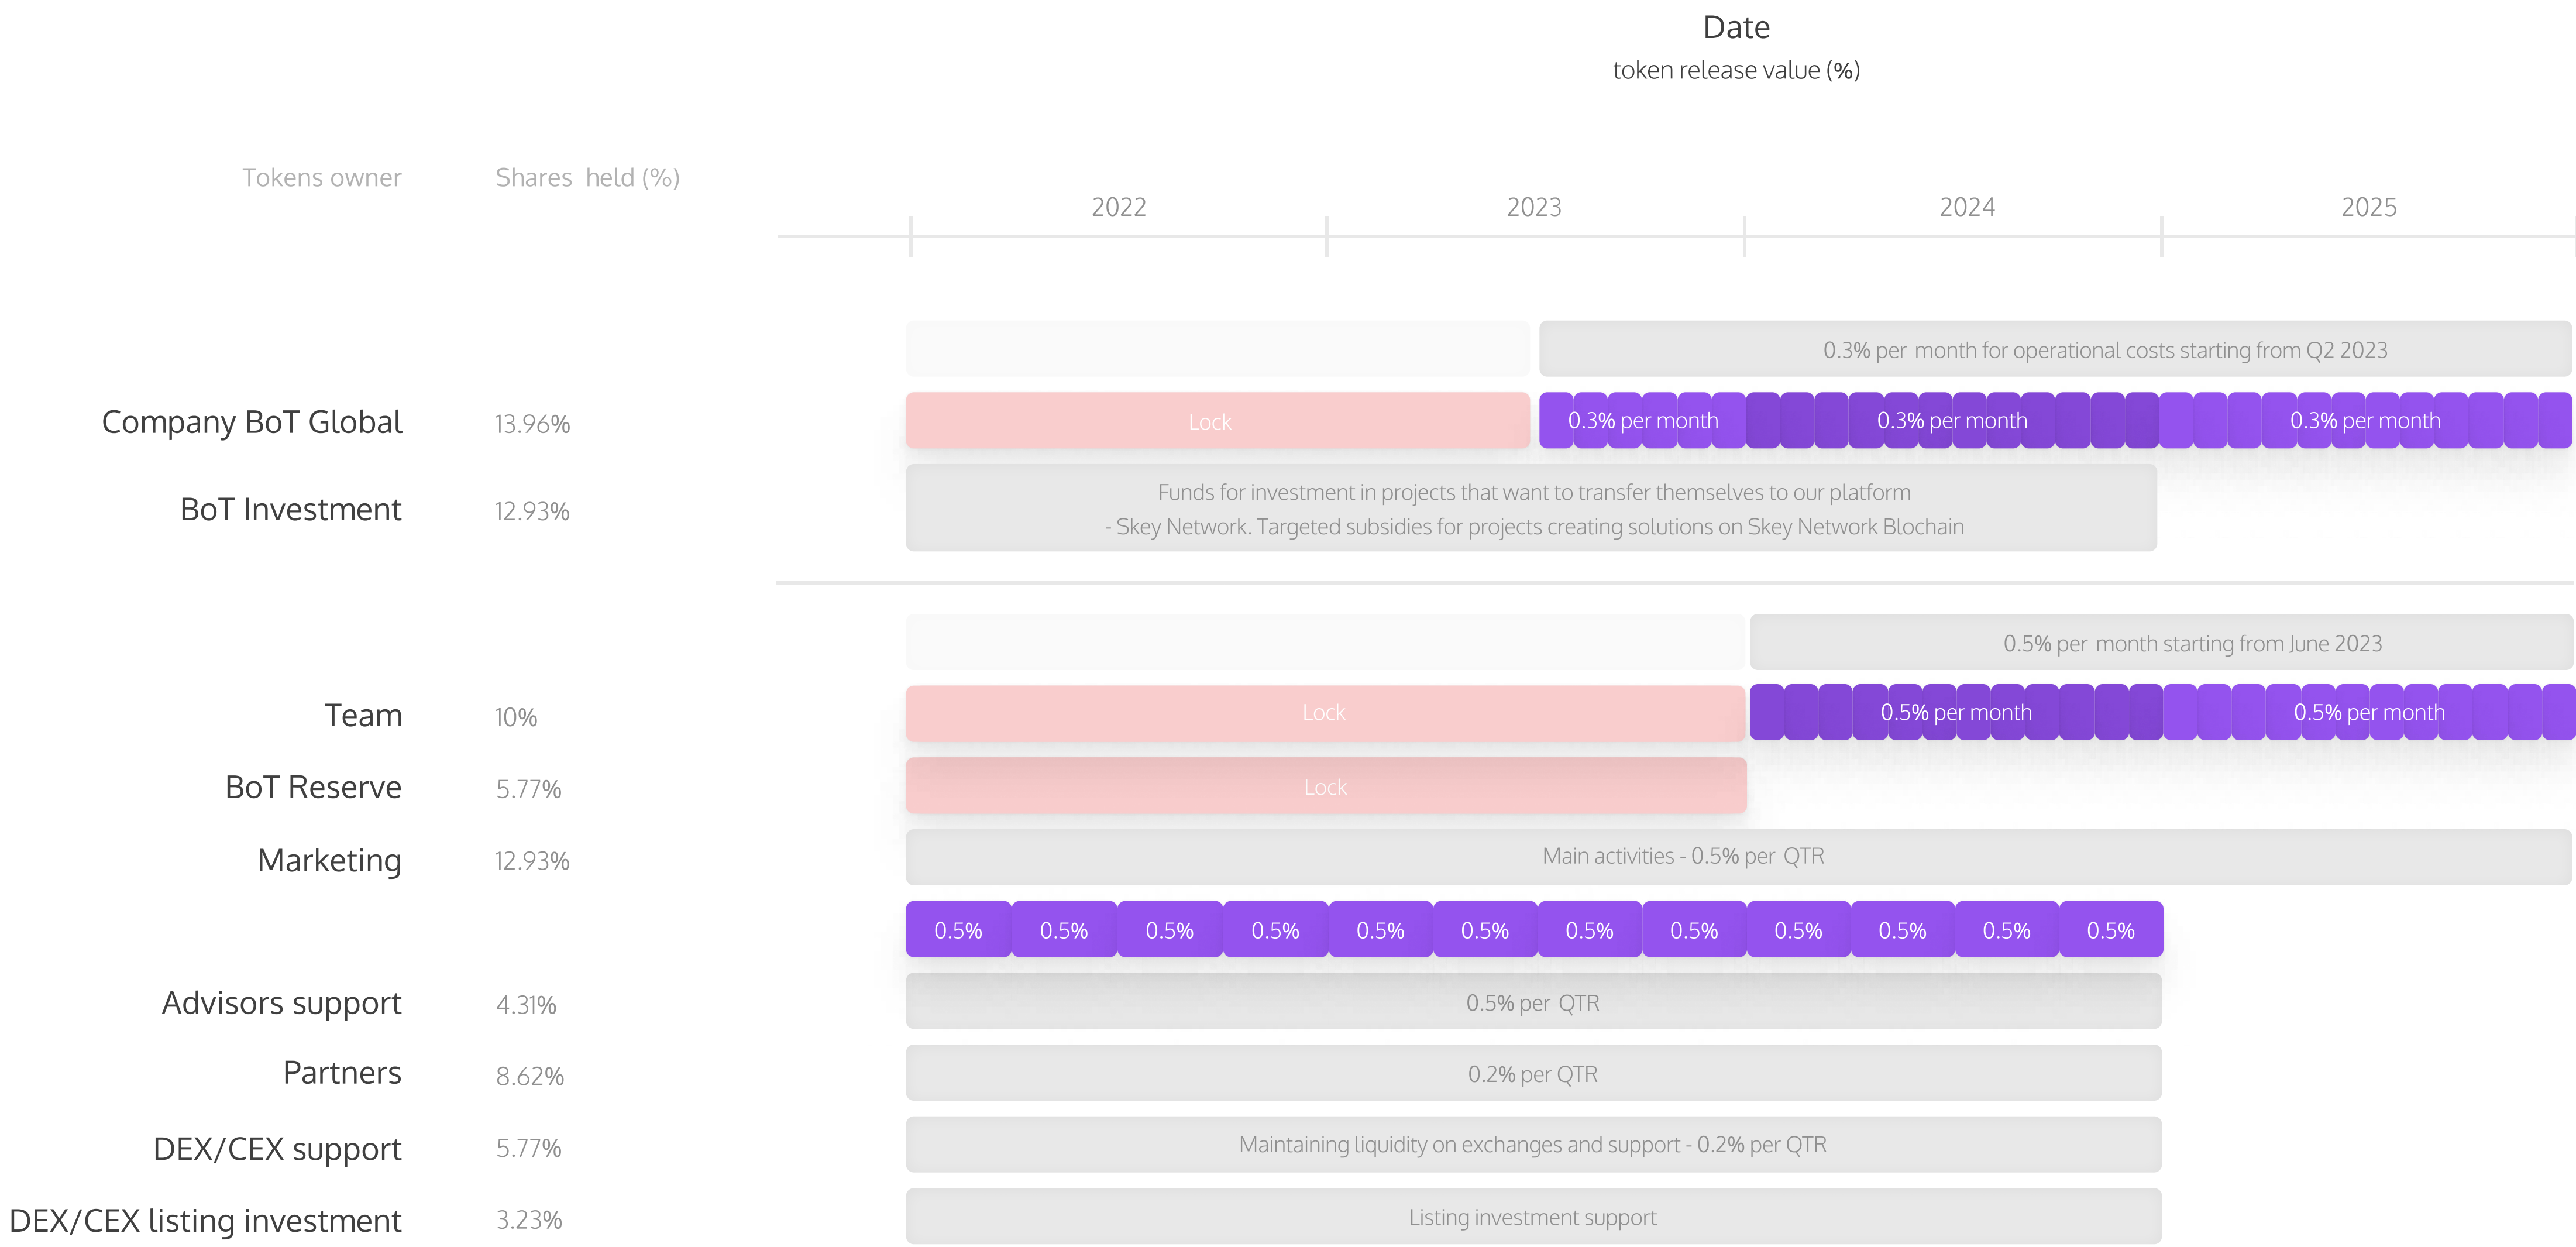 Date
token release value (%)
Tokens owner Shares held (%)
2022 2023 2024 2025
0.3% per month for operational costs starting from Q2 2023
Company BoT Global 13.96% Lock 0.3% per month 0.3% per month 0.3% per month
BoT Investment 12.93%
Funds for investment in projects that want to transfer themselves to our platform
- Skey Network. Targeted subsidies for projects creating solutions on Skey Network Blochain
0.5% per month starting from June 2023
Team 10% Lock 0.5% per month 0.5% per month
BoT Reserve 5.77% Lock
Marketing 12.93% Main activities - 0.5% per QTR
0.5% 0.5% 0.5% 0.5% 0.5% 0.5% 0.5% 0.5% 0.5% 0.5% 0.5% 0.5%
Advisors support 4.31% 0.5% per QTR
Partners 8.62% 0.2% per QTR
DEX/CEX support 5.77% Maintaining liquidity on exchanges and support - 0.2% per QTR
DEX/CEX listing investment 3.23% Listing investment support